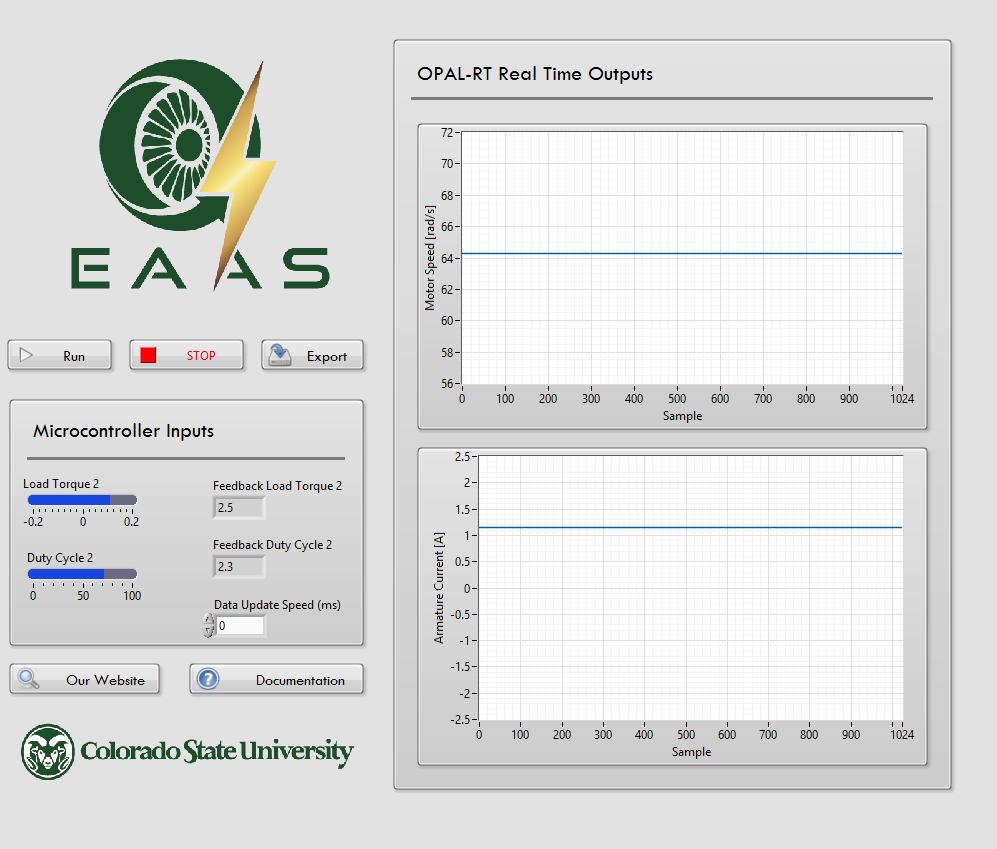 EAAS
Run
STOP
Export
Microcontroller Inputs
Load Torque 2
-0.2 0 0.2
Feedback Load Torque 2
2.5
Duty Cycle 2
0 50 100
Feedback Duty Cycle 2
2.3
Data Update Speed (ms)
0
Our Website
Documentation
Colorado State University
OPAL-RT Real Time Outputs
Motor Speed [rad/s]
72
70
68
66
64
62
60
58
56
0 100 200 300 400 500 600 700 800 900 1024
Sample
Armature Current [A]
2.5
2
1.5
1
0.5
0
-0.5
-1
-1.5
-2
-2.5
0 100 200 300 400 500 600 700 800 900 1024
Sample